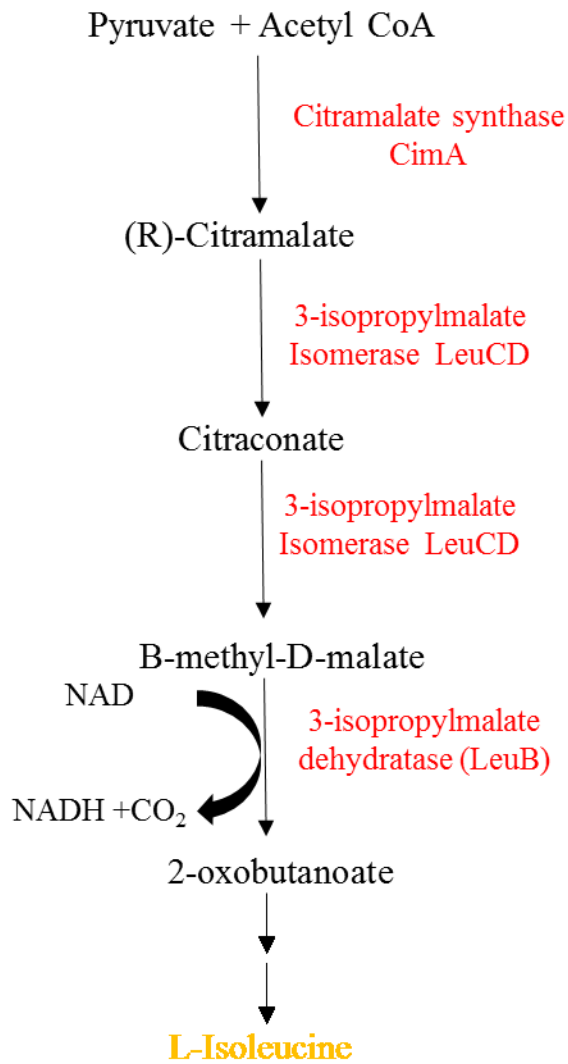 Pyruvate + Acetyl CoA
Citramalate synthase
CimA
(R)-Citramalate
3-isopropylmalate
Isomerase LeuCD
Citraconate
3-isopropylmalate
Isomerase LeuCD
B-methyl-D-malate
NAD
3-isopropylmalate
dehydratase (LeuB)
NADH +CO₂
2-oxobutanoate
L-Isoleucine